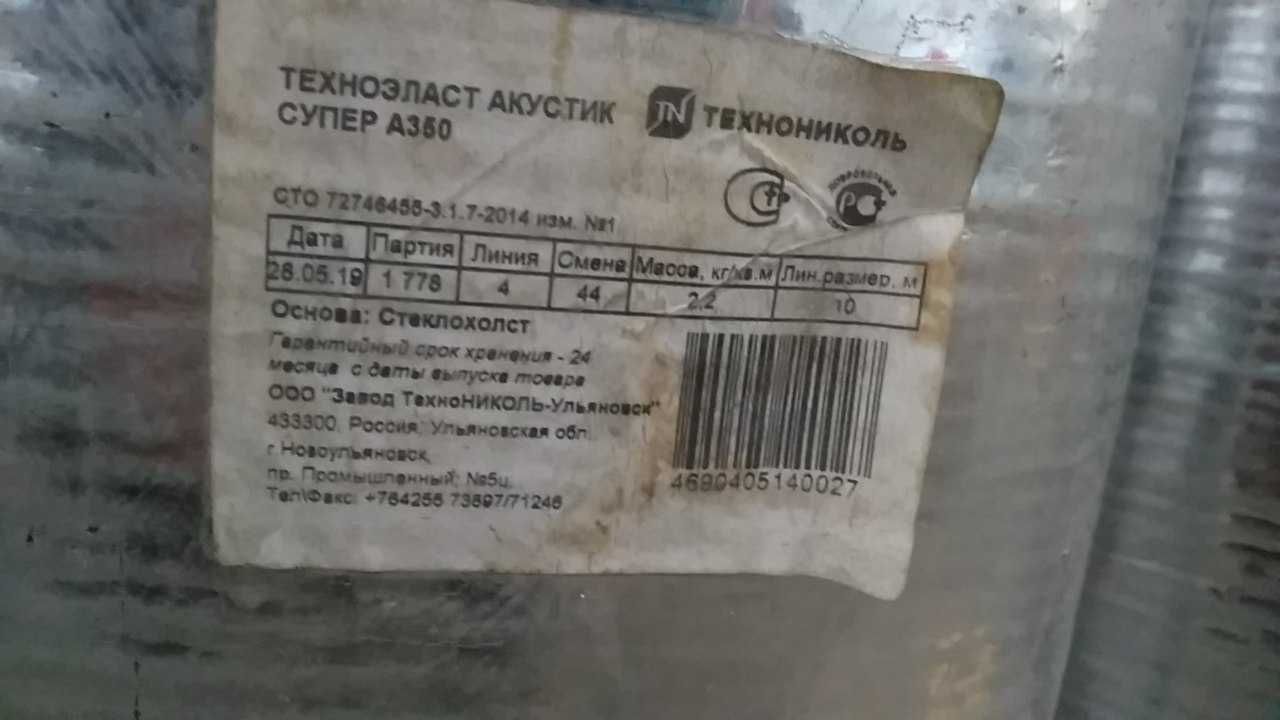 ТЕХНОЭЛАСТ АКУСТИК
СУПЕР А350
TN ТЕХНОНИКОЛЬ
СТО 72746455-3.1.7-2014 изм. №1
Дата Партия Линия Смена Масса, кг/кв.м Лин.размер, м
28.05.19 1 778 4 44 2.2 10
Основа: Стеклохолст
Гарантийный срок хранения - 24
месяца с даты выпуска товара
ООО "Завод ТехноНИКОЛЬ-Ульяновск"
433300, Россия, Ульяновская обл.
г.Новоульяновск,
пр. Промышленный, №5ц
Тел\Факс:
4690405140027